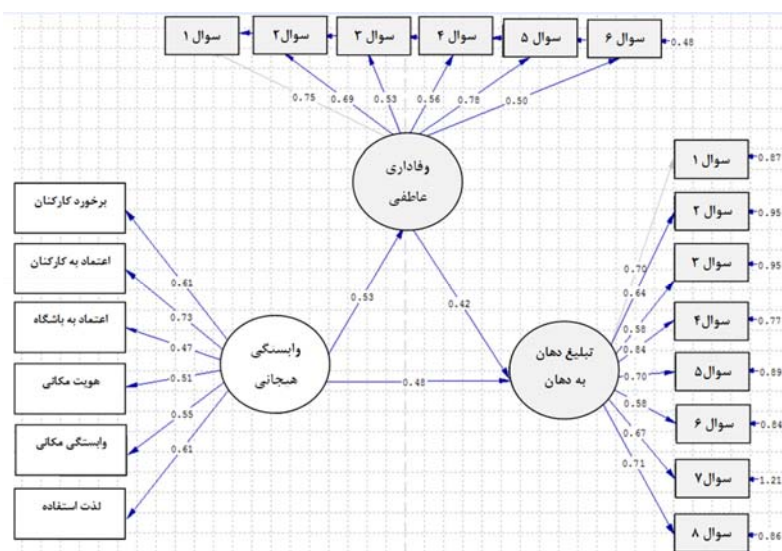 سوال ۱
سوال ۲
سوال ۳
سوال ۴
سوال ۵
سوال ۶
0.48
0.75
0.69
0.53
0.56
0.78
0.50
وفاداری
عاطفی
برخورد کارکنان
اعتماد به کارکنان
اعتماد به باشگاه
هویت مکانی
وابستگی مکانی
لذت استفاده
0.61
0.73
0.47
0.51
0.55
0.61
وابستگی
هیجانی
0.53
0.42
0.48
تبلیغ دهان
به دهان
0.70
0.64
0.58
0.84
0.70
0.58
0.67
0.71
سوال ۱
0.87
سوال ۲
0.95
سوال ۳
0.95
سوال ۴
0.77
سوال ۵
0.89
سوال ۶
0.84
سوال ۷
1.21
سوال ۸